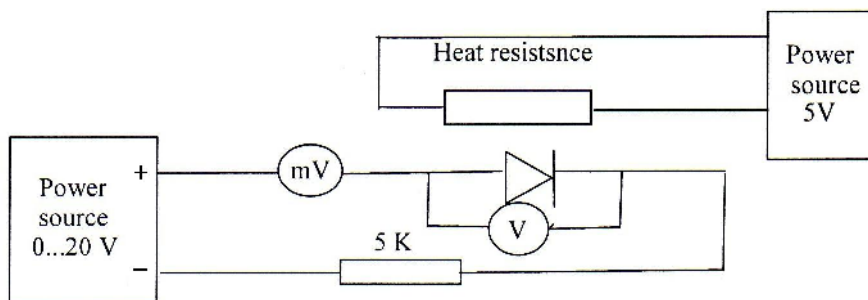 Heat resistsnce
Power
source
5V
+
mV
Power
source
0...20 V
V
5 K
−